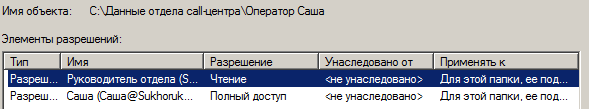 Имя объекта: C:\Данные отдела call-центра\Оператор Саша
Элементы разрешений:
Тип Имя Разрешение Унаследовано от Применять к
Разреш... Руководитель отдела (S... Чтение <не унаследовано> Для этой папки, ее под...
Разреш... Саша (Саша@Sukhoruk... Полный доступ <не унаследовано> Для этой папки, ее под...